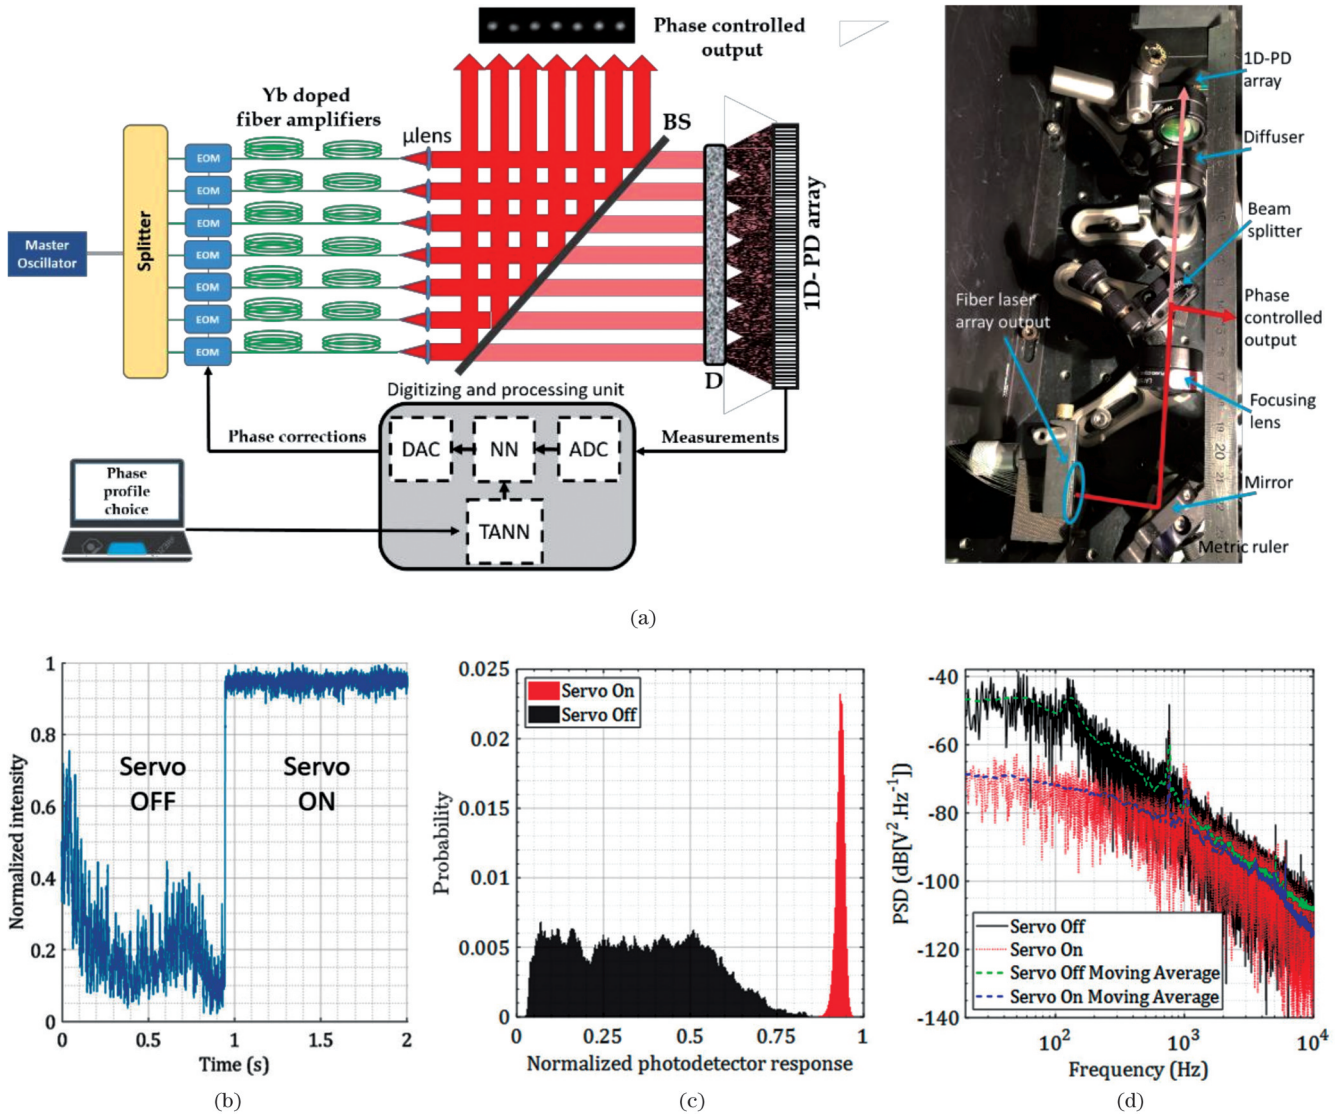 Phase controlled
output
Yb doped
fiber amplifiers
μlens
BS
Splitter
EOM
EOM
EOM
EOM
EOM
EOM
EOM
Master
Oscillator
1D- PD array
D
Digitizing and processing unit
Phase corrections
DAC
NN
ADC
Measurements
TANN
Phase
profile
choice
1D-PD
array
Diffuser
Beam
splitter
Fiber laser
array output
Phase
controlled
output
Focusing
lens
Mirror
Metric ruler
(a)
Normalized intensity
1
0.8
0.6
0.4
0.2
0
Servo
OFF
Servo
ON
0 0.5 1 1.5 2
Time (s)
(b)
Probability
0.025
0.02
0.015
0.01
0.005
0
Servo On
Servo Off
0 0.25 0.5 0.75 1
Normalized photodetector response
(c)
PSD (dB[V².Hz⁻¹])
-40
-60
-80
-100
-120
-140
Servo Off
Servo On
Servo Off Moving Average
Servo On Moving Average
10² 10³ 10⁴
Frequency (Hz)
(d)